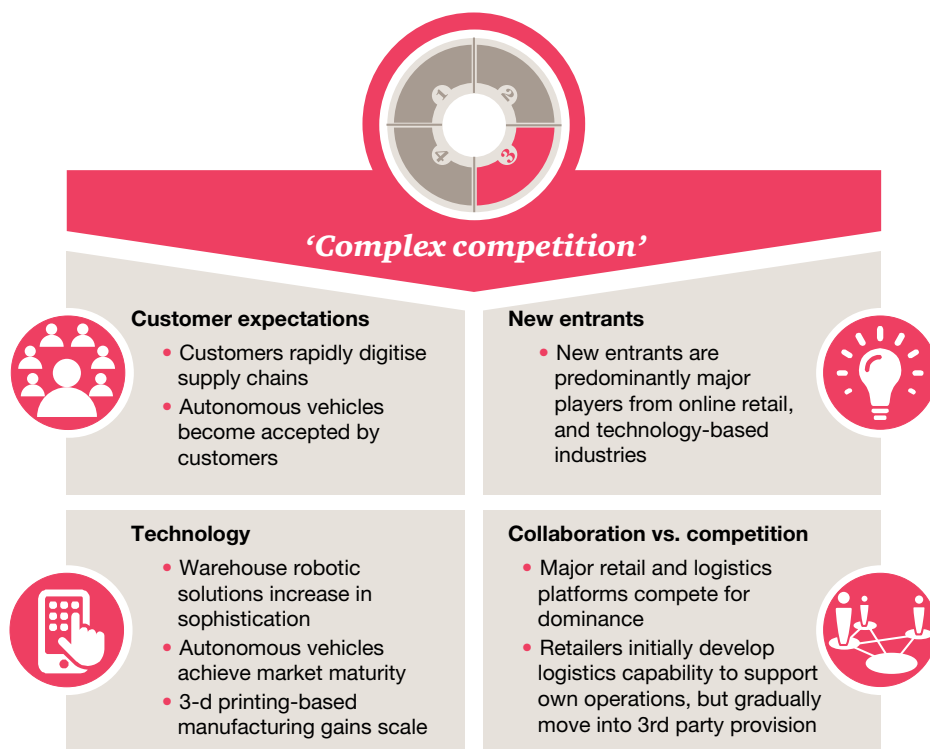 1
2
3
4
‘Complex competition’
Customer expectations
• Customers rapidly digitise
supply chains
• Autonomous vehicles
become accepted by
customers
New entrants
• New entrants are
predominantly major
players from online retail,
and technology-based
industries
Technology
• Warehouse robotic
solutions increase in
sophistication
• Autonomous vehicles
achieve market maturity
• 3-d printing-based
manufacturing gains scale
Collaboration vs. competition
• Major retail and logistics
platforms compete for
dominance
• Retailers initially develop
logistics capability to support
own operations, but gradually
move into 3rd party provision